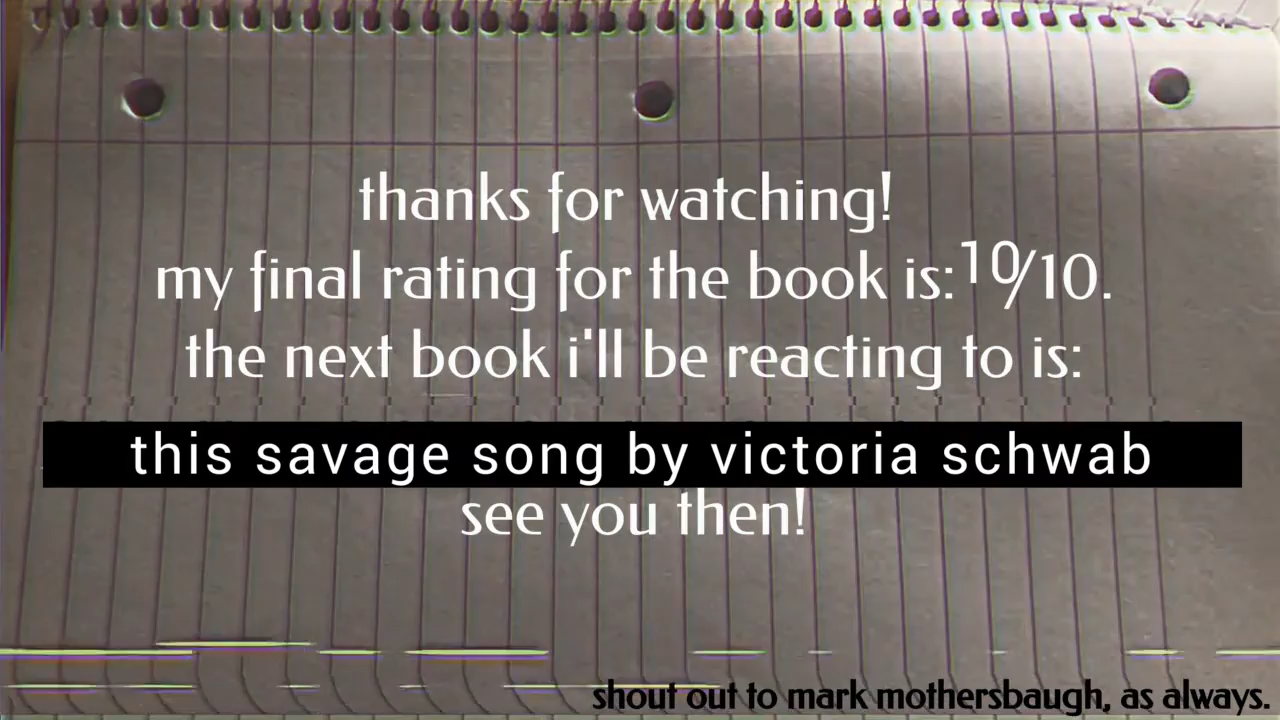 thanks for watching!
my final rating for the book is:10/10.
the next book i'll be reacting to is:
this savage song by victoria schwab
see you then!
shout out to mark mothersbaugh, as always.